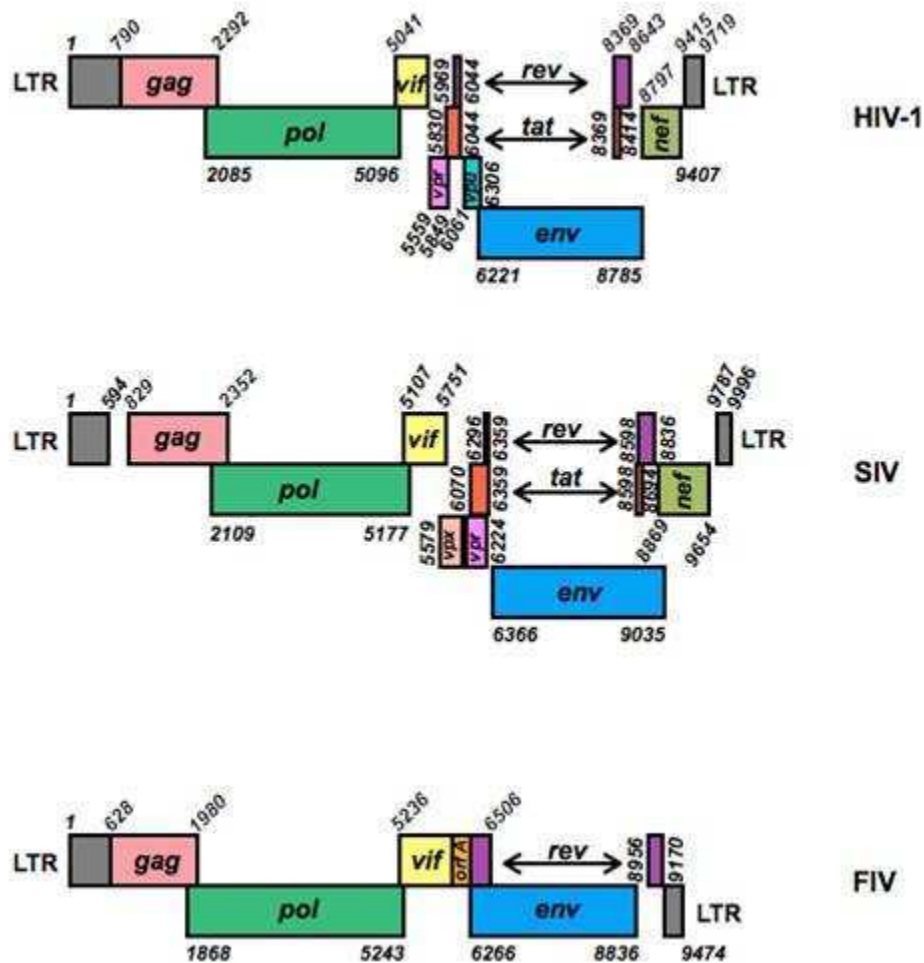 1 790 2292 5041 8369 8643 9415 9719
LTR gag vif 5969 6044 rev 8797 LTR
HIV-1
pol 5830 6044 tat 8369 8414 nef
2085 5096 vpr vpu 6306 9407
5559 5849 6061 env
6221 8785
1 594 829 2352 5107 5751 9787 9996
LTR gag vif 6296 6359 rev 8598 8836 LTR
SIV
pol 6070 6359 tat 8598 8694 nef
2109 5177 5579 vpx vpr 6224 8869 9654
env
6366 9035
1 628 1980 5236 6506
LTR gag vif orf A rev 8956 9170
FIV
pol env LTR
1868 5243 6266 8836 9474